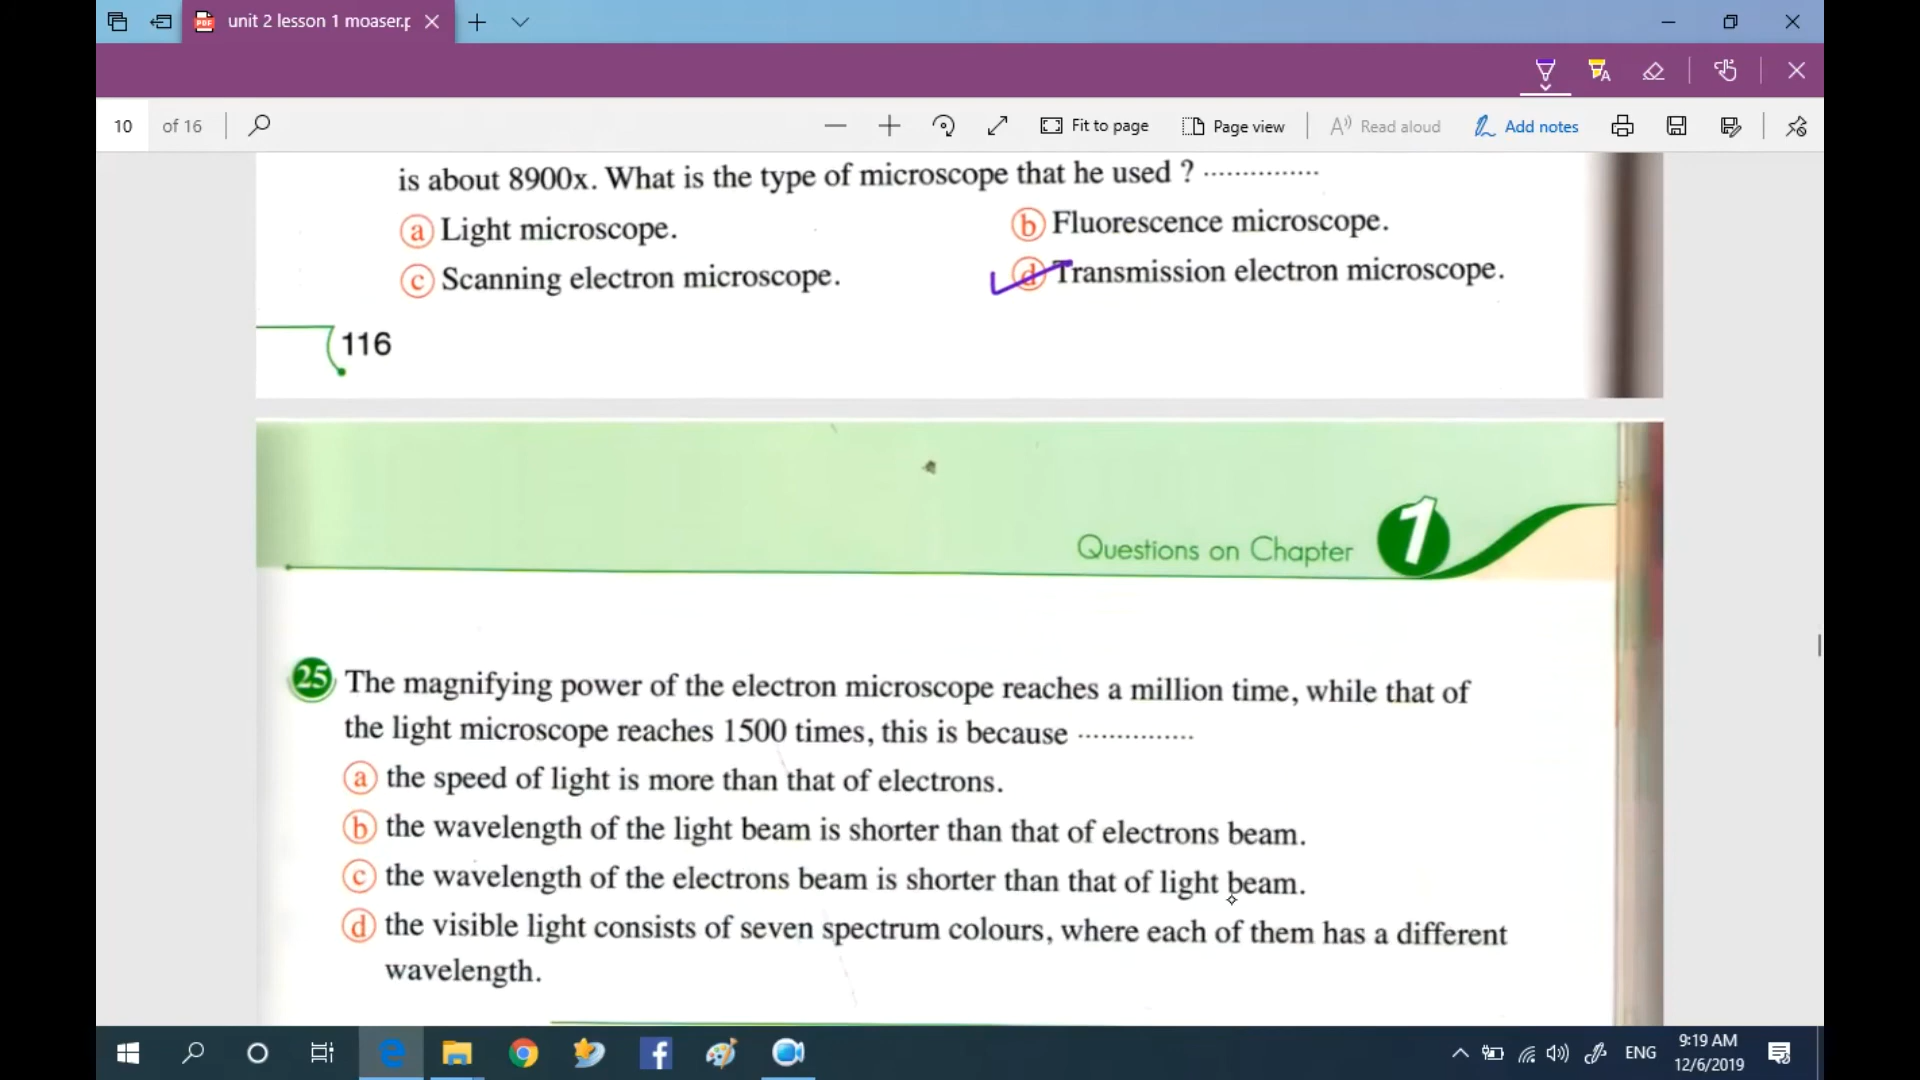 unit 2 lesson 1 moaser.p
10 of 16
Fit to page
Page view
Read aloud
Add notes
is about 8900x. What is the type of microscope that he used ? ...............
a Light microscope.
b Fluorescence microscope.
c Scanning electron microscope.
d Transmission electron microscope.
116
Questions on Chapter 1
25 The magnifying power of the electron microscope reaches a million time, while that of
the light microscope reaches 1500 times, this is because ...............
a the speed of light is more than that of electrons.
b the wavelength of the light beam is shorter than that of electrons beam.
c the wavelength of the electrons beam is shorter than that of light beam.
d the visible light consists of seven spectrum colours, where each of them has a different
wavelength.
ENG
9:19 AM
12/6/2019